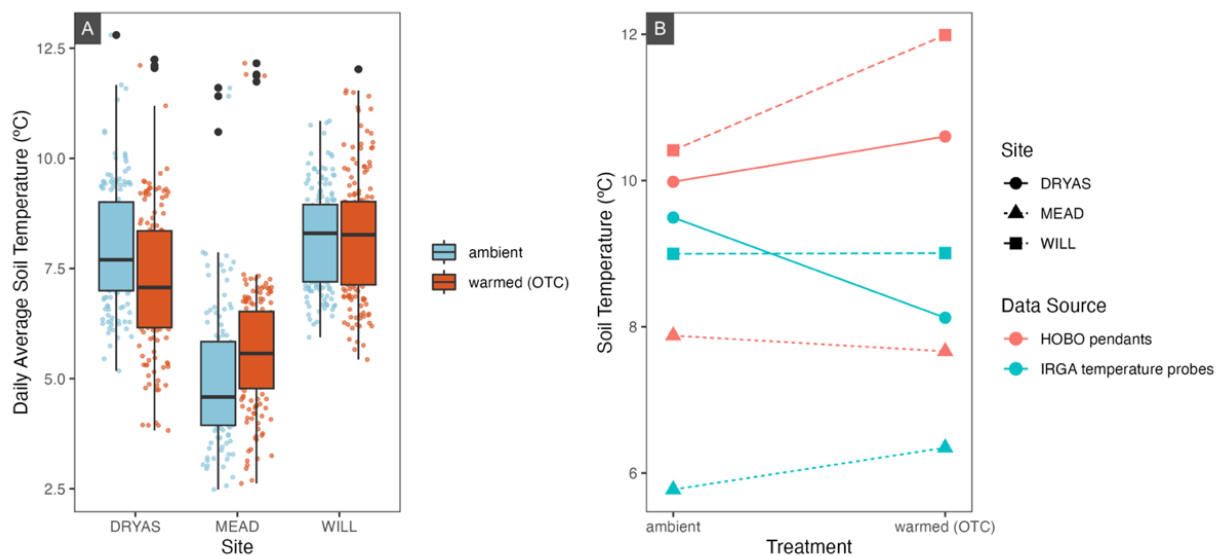 A
Daily Average Soil Temperature (ºC)
12.5
10.0
7.5
5.0
2.5
DRYAS MEAD WILL
Site
ambient
warmed (OTC)
B
Soil Temperature (ºC)
12
10
8
6
ambient warmed (OTC)
Treatment
Site
DRYAS
MEAD
WILL
Data Source
HOBO pendants
IRGA temperature probes